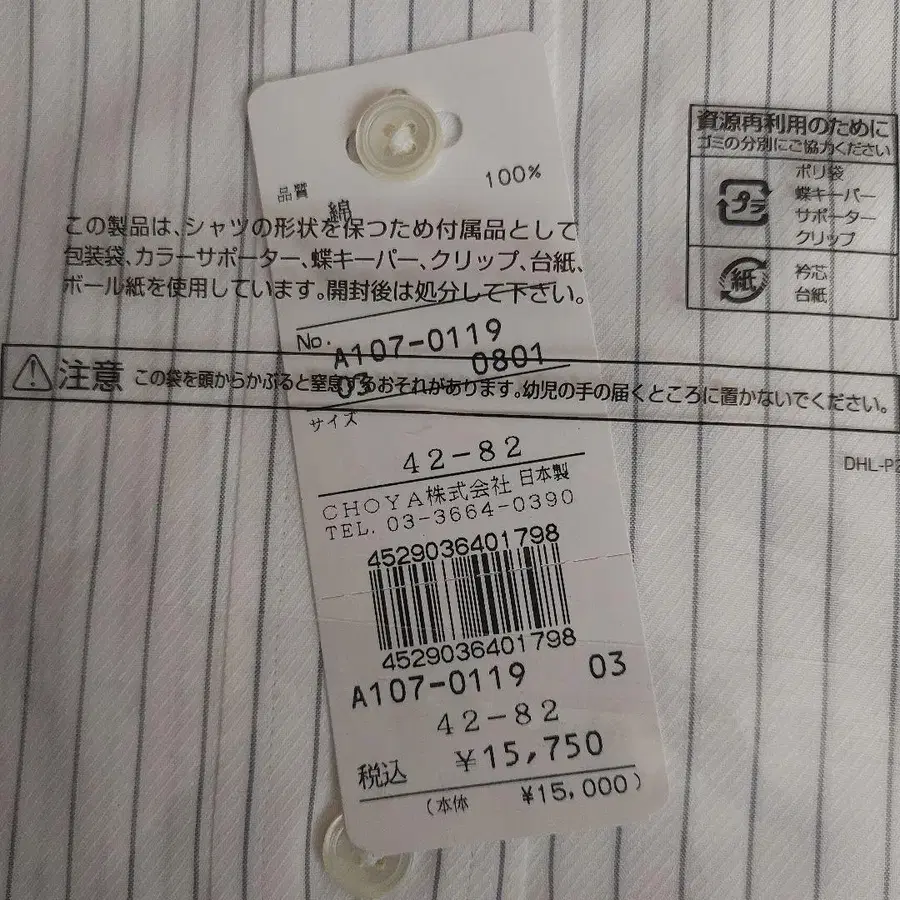 品質
綿
100%
この製品は、シャツの形状を保つため付属品として
包装袋、カラーサポーター、蝶キーパー、クリップ、台紙、
ボール紙を使用しています。開封後は処分して下さい。
資源再利用のために
ゴミの分別にご協力ください
プラ
ポリ袋
蝶キーパー
サポーター
クリップ
紙
衿芯
台紙
No.
A107-0119
0801
03
注意 この袋を頭からかぶると窒息するおそれがあります。幼児の手の届くところに置かないでください。
サイズ
42-82
DHL-P2
CHOYA株式会社 日本製
TEL. 03-3664-0390
4529036401798
4529036401798
A107-0119 03
42-82
税込 ¥15,750
(本体 ¥15,000)